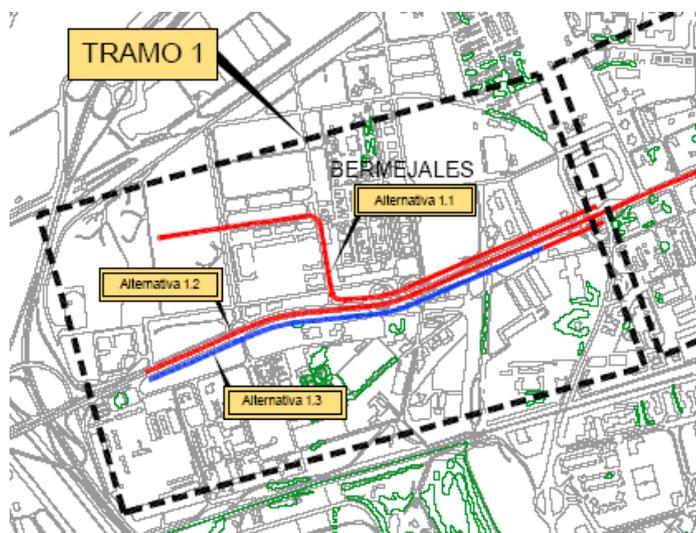 TRAMO 1
BERMEJALES
Alternativa 1.1
Alternativa 1.2
Alternativa 1.3